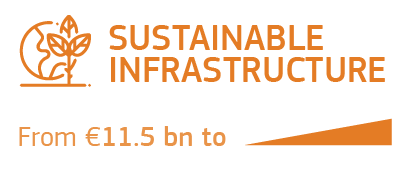 SUSTAINABLE
INFRASTRUCTURE
From €11.5 bn to